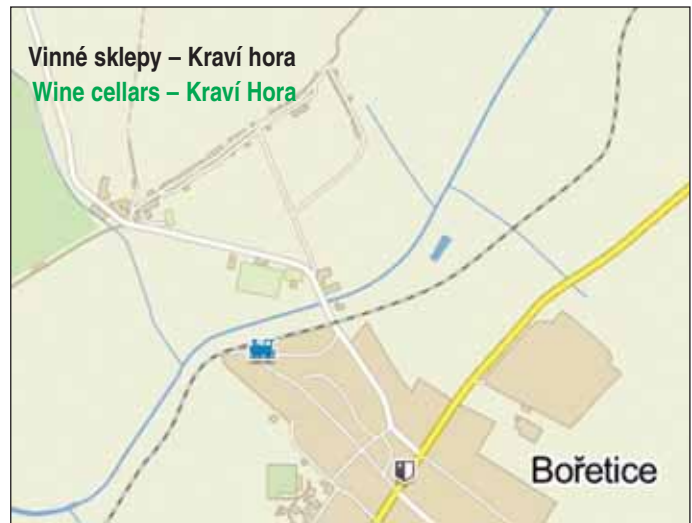 Vinné sklepy – Kraví hora
Wine cellars – Kraví Hora
Bořetice